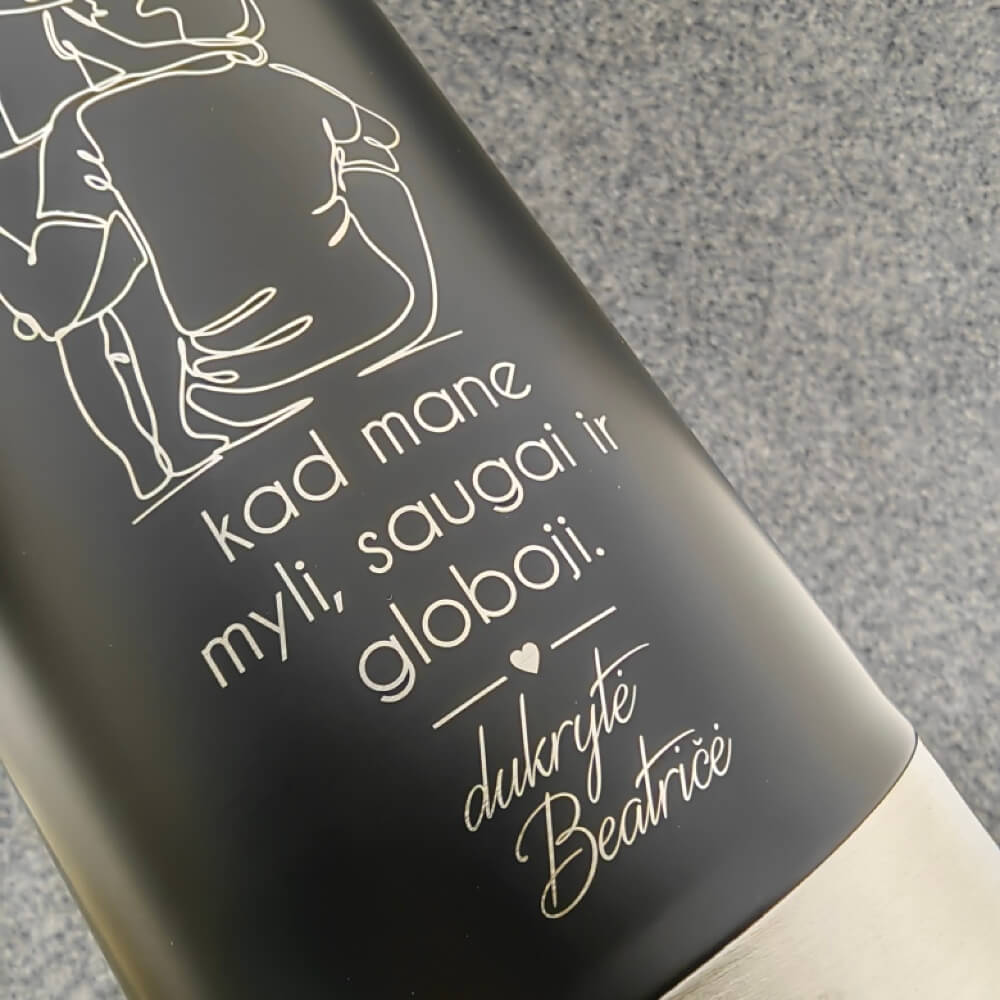 kad mane
myli, saugai ir
globoji.
dukrytė
Beatričė